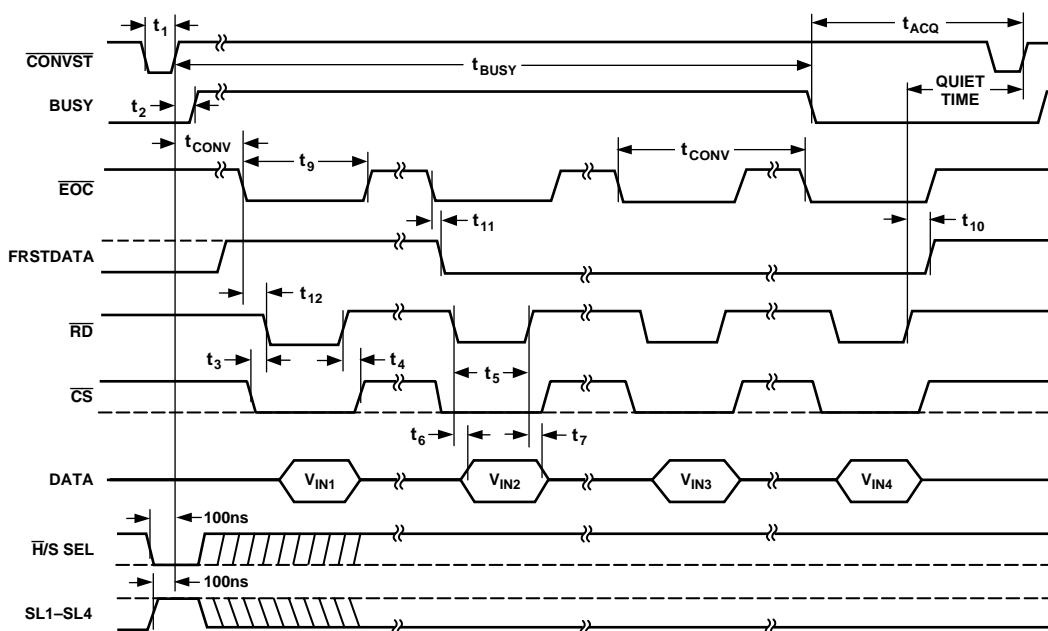 t1
tACQ
CONVST
tBUSY
QUIET
TIME
BUSY
t2
tCONV
t9
tCONV
EOC
t11
t10
FRSTDATA
t12
RD
t3
t4
t5
CS
t6
t7
DATA
VIN1
VIN2
VIN3
VIN4
100ns
H/S SEL
100ns
SL1–SL4